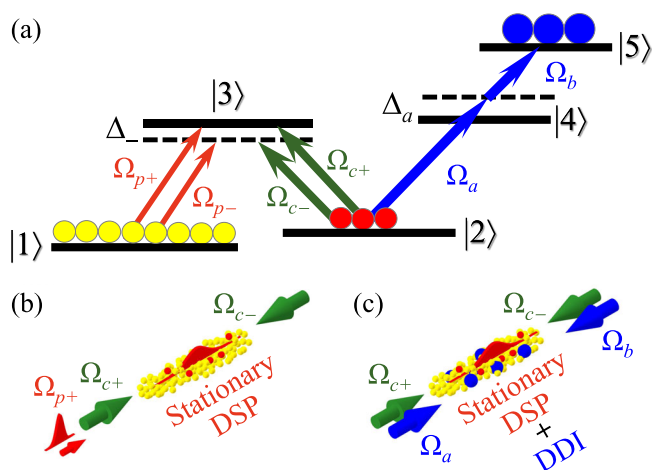 (a)
|5⟩
Ω_b
|3⟩
Δ_a
|4⟩
Δ_−
Ω_{p+}
Ω_{p−}
Ω_{c+}
Ω_{c−}
Ω_a
|1⟩
|2⟩
(b)
Ω_{c−}
Ω_{p+}
Ω_{c+}
Stationary
DSP
(c)
Ω_{c−}
Ω_b
Ω_{c+}
Ω_a
Stationary
DSP
+
DDI